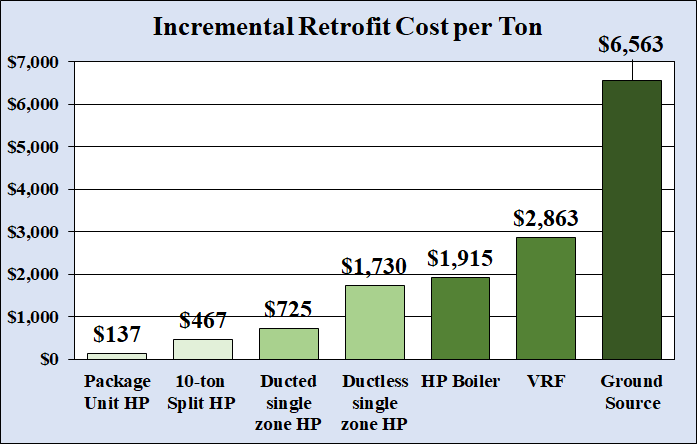 Incremental Retrofit Cost per Ton
$7,000
$6,000
$5,000
$4,000
$3,000
$2,000
$1,000
$0
$137
$467
$725
$1,730
$1,915
$2,863
$6,563
Package
Unit HP
10-ton
Split HP
Ducted
single
zone HP
Ductless
single
zone HP
HP Boiler
VRF
Ground
Source